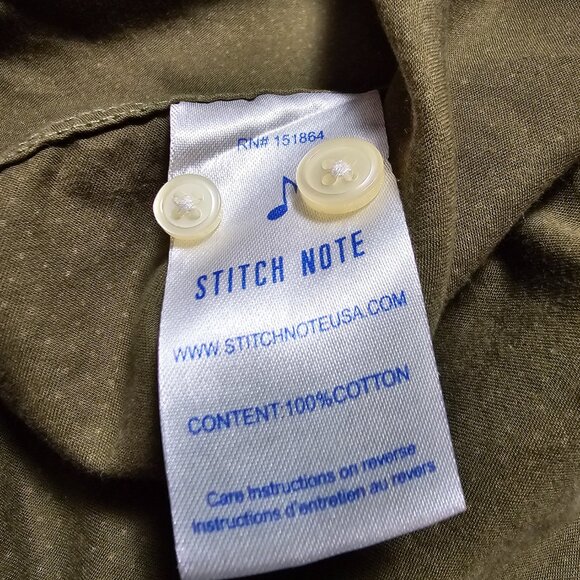 RN# 151864
STITCH NOTE
WWW.STITCHNOTEUSA.COM
CONTENT:100%COTTON
Care Instructions on reverse
Instructions d'entretien au revers